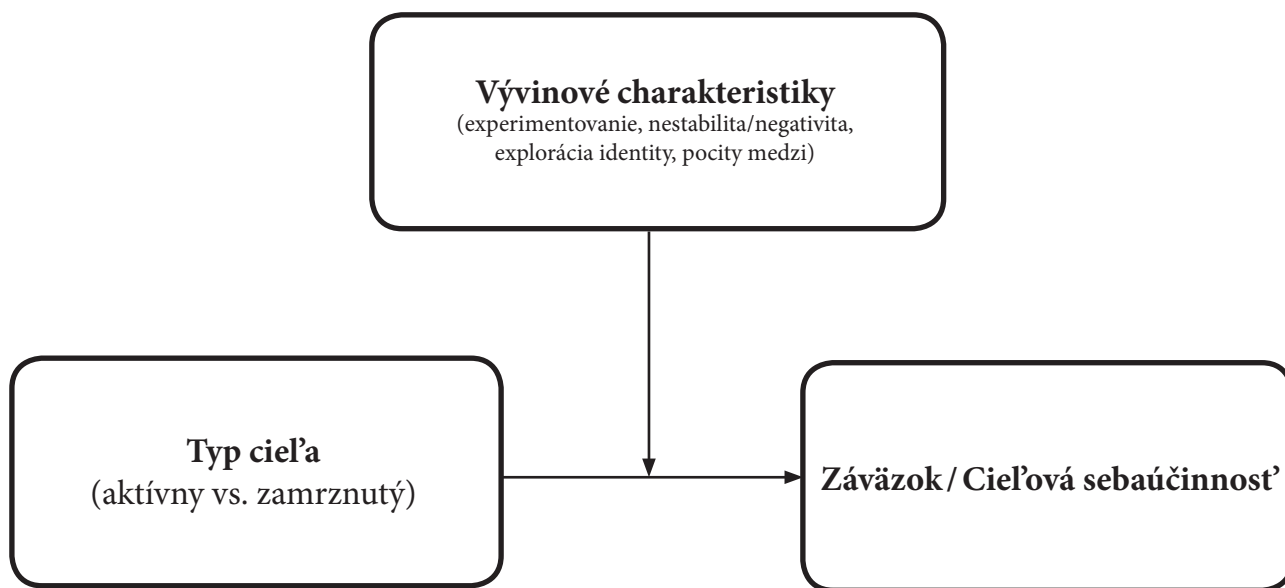 Vývinové charakteristiky
(experimentovanie, nestabilita/negativita,
explorácia identity, pocity medzi)
Typ cieľa
(aktívny vs. zamrznutý)
Záväzok / Cieľová sebaúčinnosť